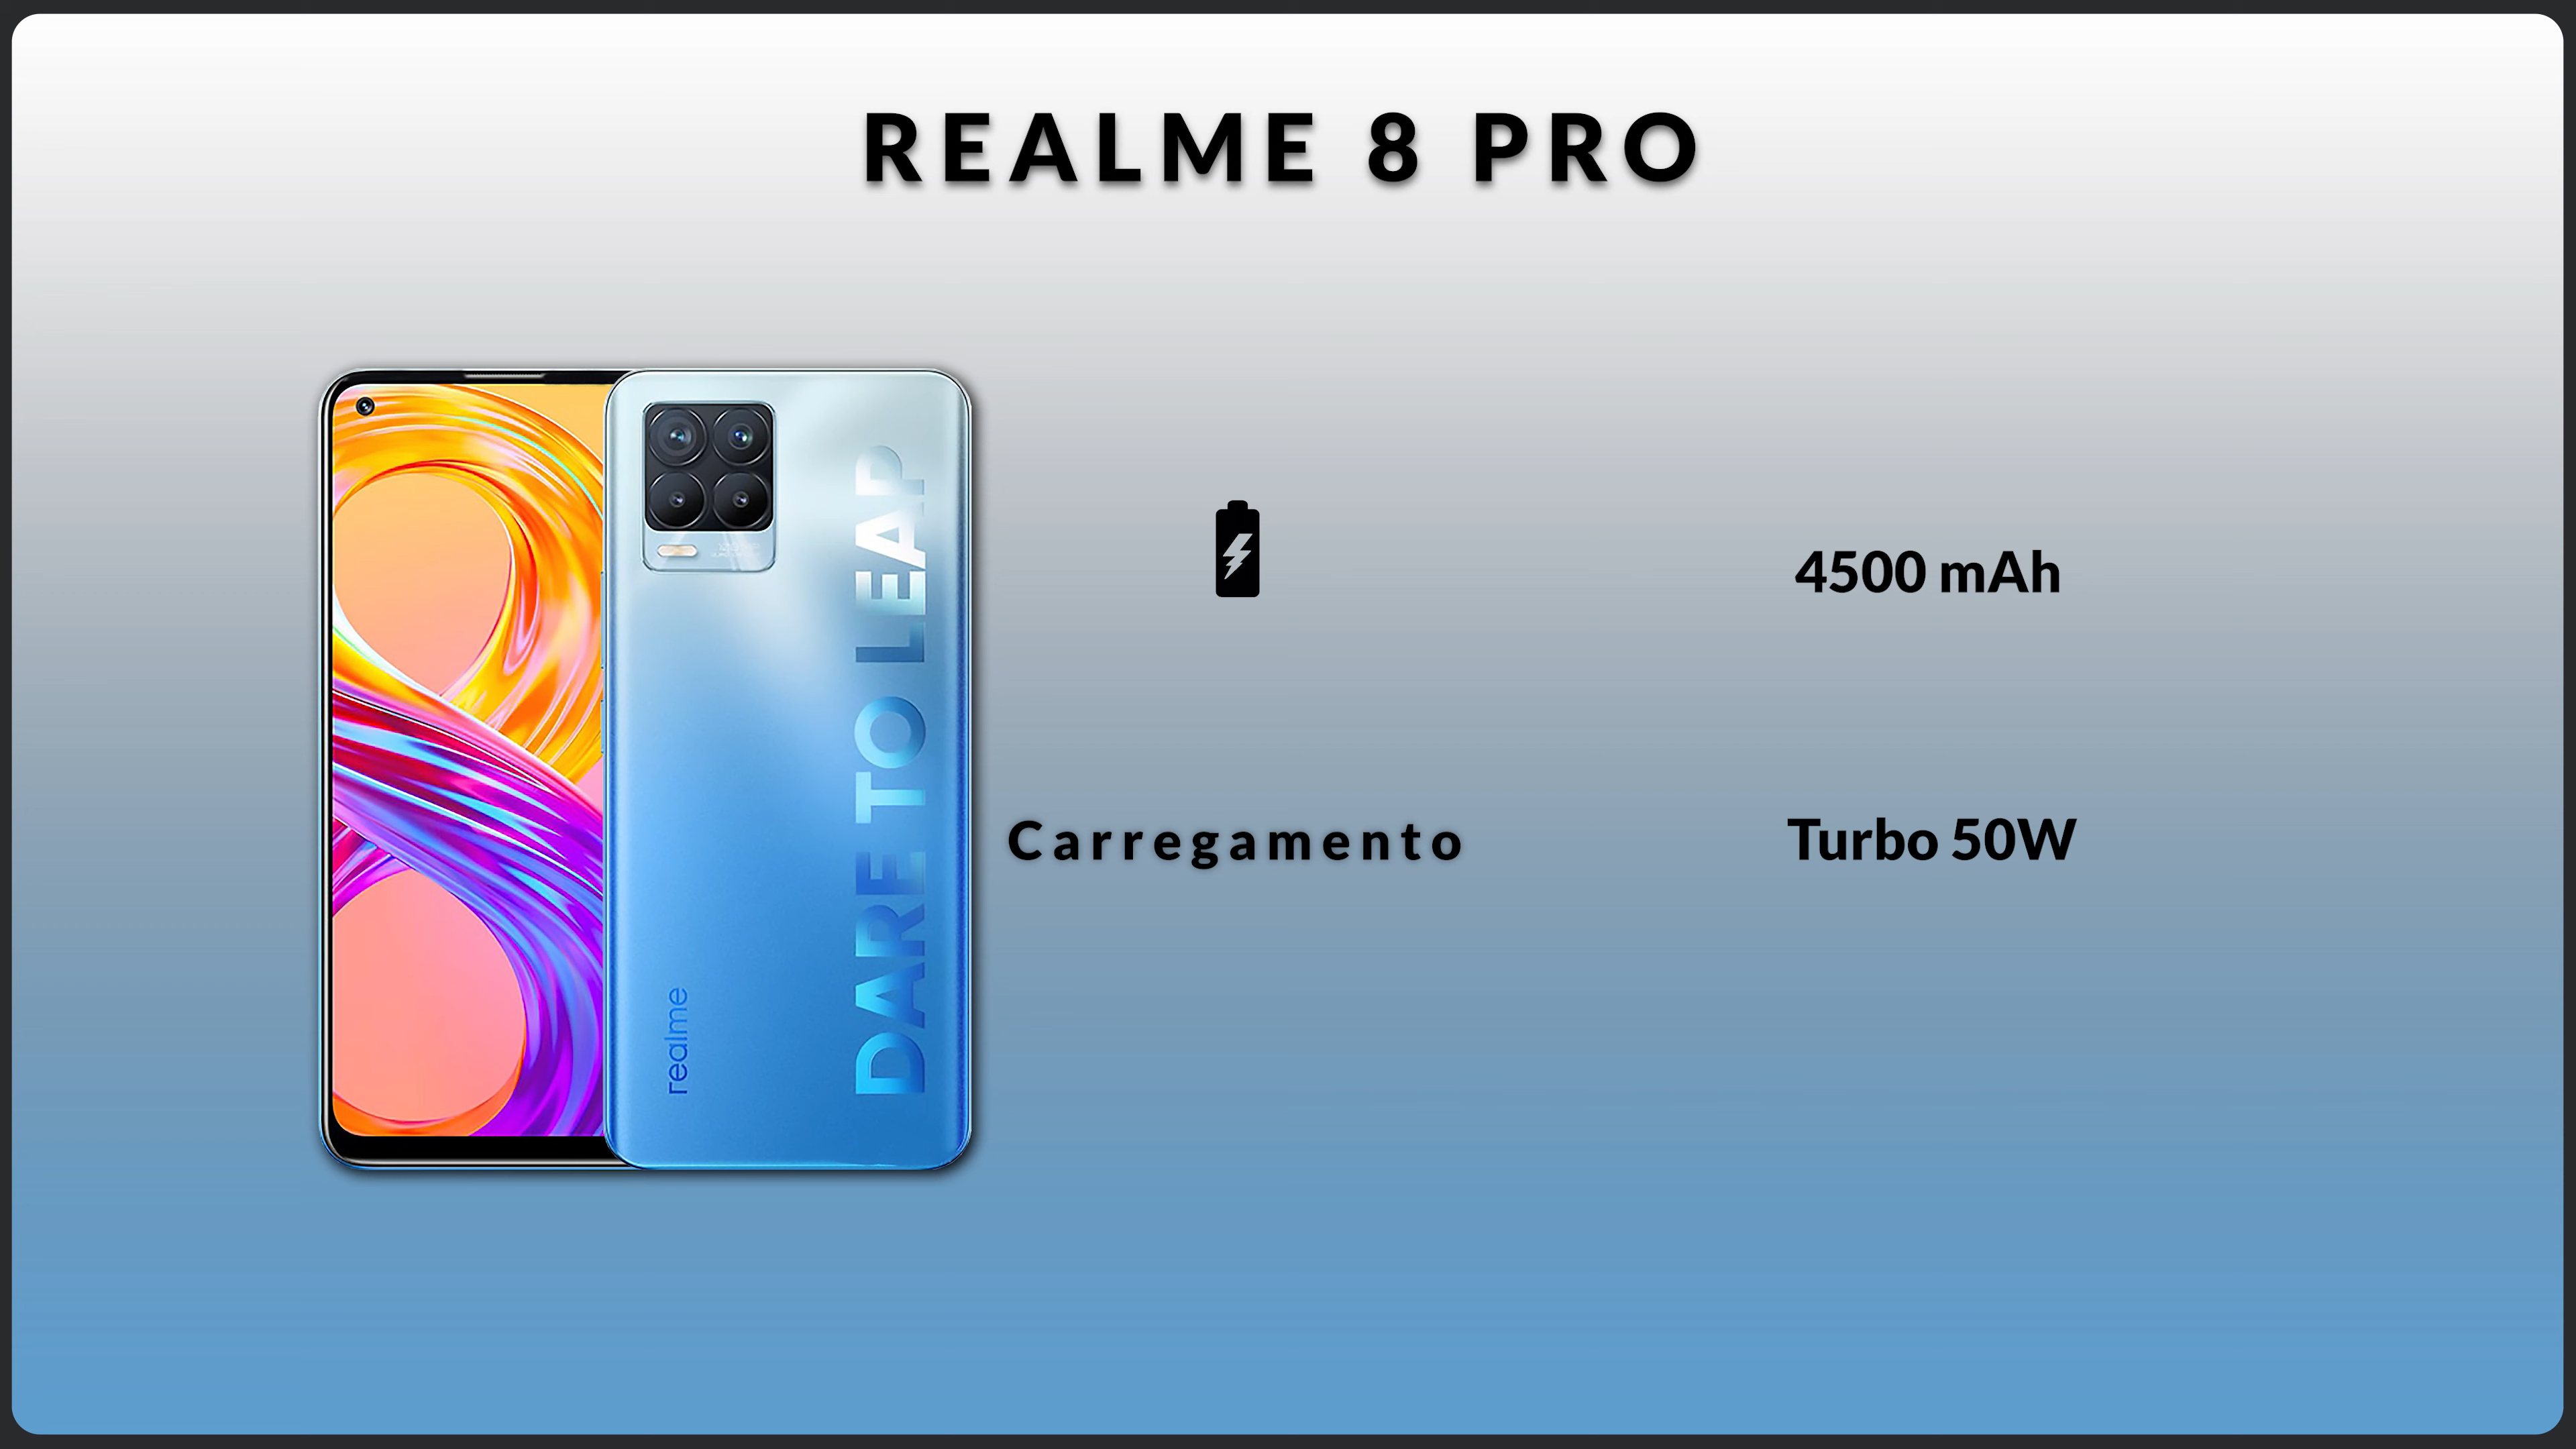 REALME 8 PRO
DARE TO LEAP
realme
4500 mAh
Carregamento
Turbo 50W